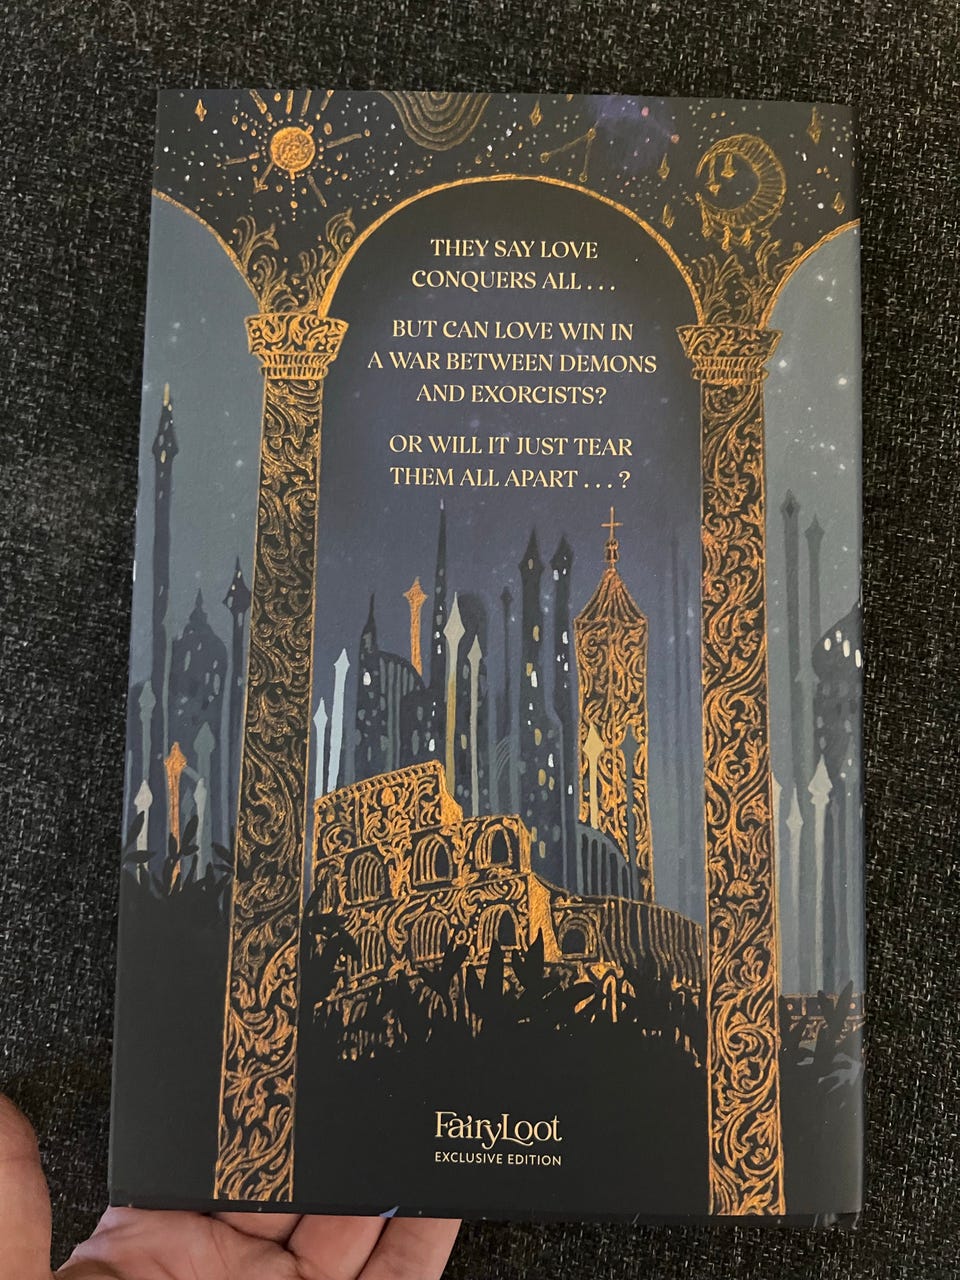 THEY SAY LOVE
CONQUERS ALL . . .
BUT CAN LOVE WIN IN
A WAR BETWEEN DEMONS
AND EXORCISTS?
OR WILL IT JUST TEAR
THEM ALL APART . . . ?
FairyLoot
EXCLUSIVE EDITION